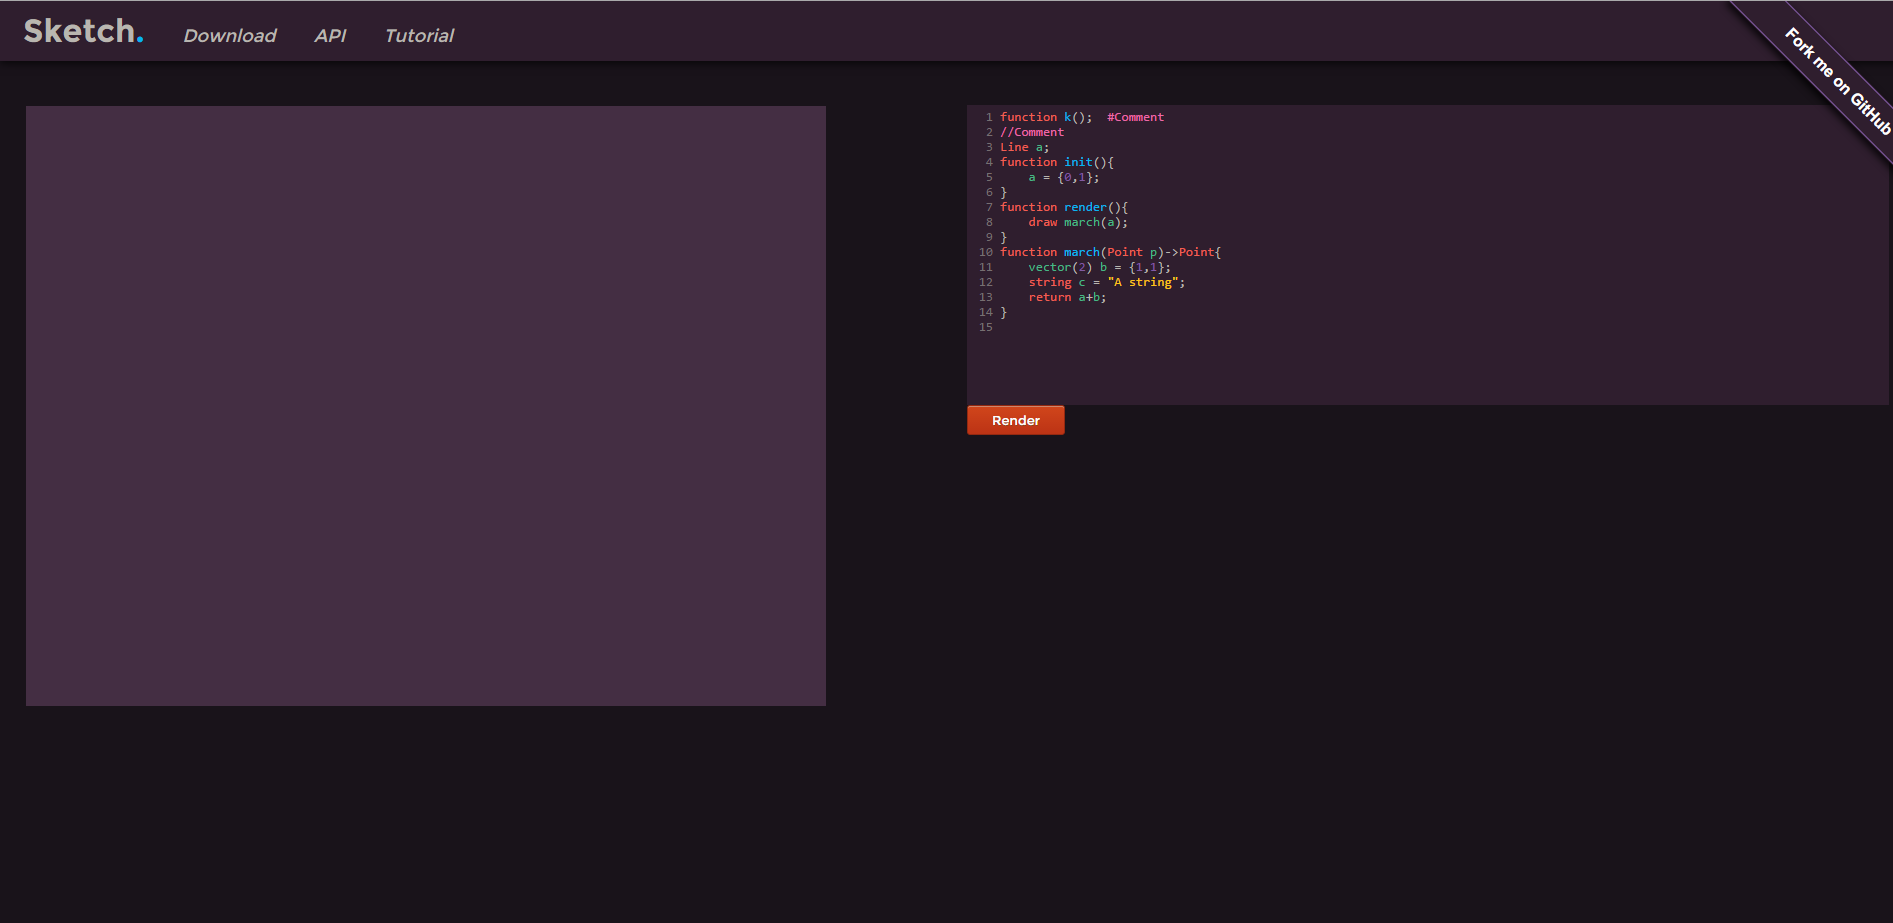 Sketch.
Download API Tutorial
Fork me on GitHub
1 function k();  #Comment
2 //Comment
3 Line a;
4 function init(){
5     a = {0,1};
6 }
7 function render(){
8     draw march(a);
9 }
10 function march(Point p)->Point{
11     vector(2) b = {1,1};
12     string c = "A string";
13     return a+b;
14 }
15
Render